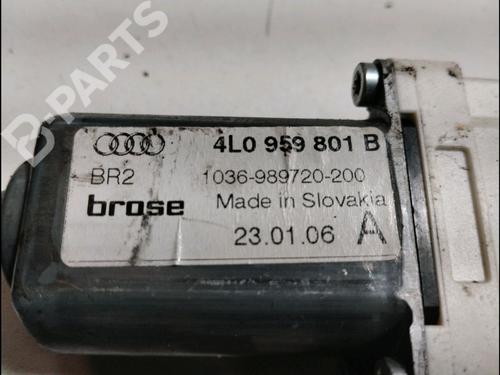 B-PARTS
4L0 959 801 B
BR2 1036-989720-200
brose Made in Slovakia
23.01.06 A